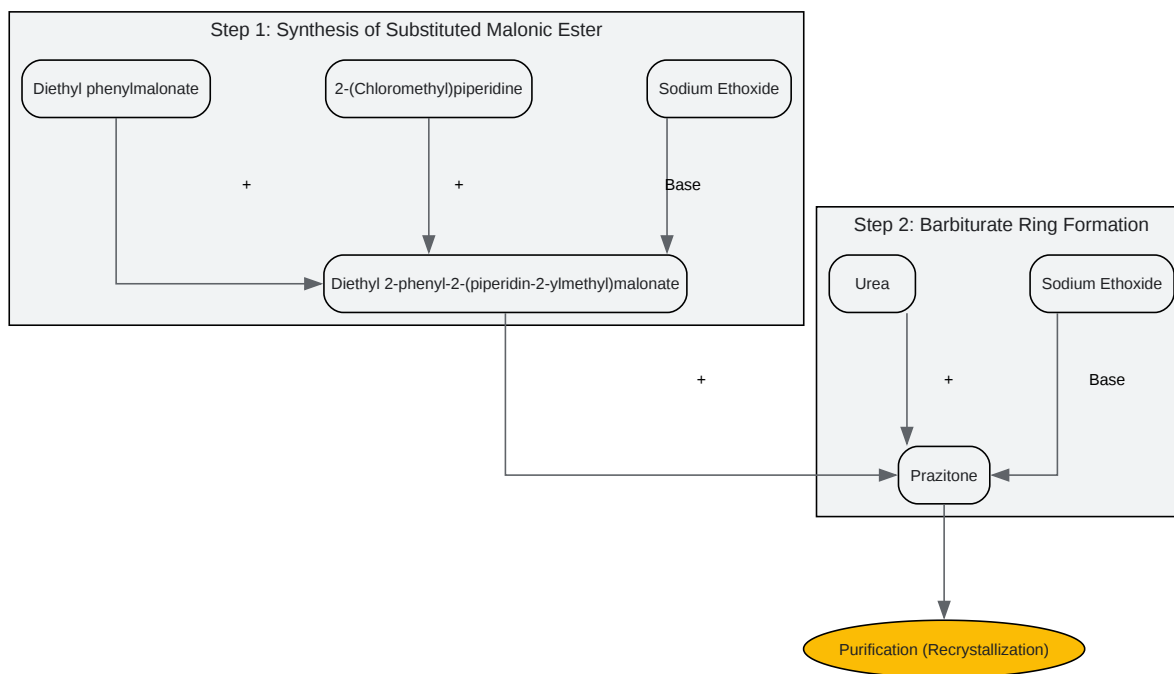 Step 1: Synthesis of Substituted Malonic Ester
Diethyl phenylmalonate
2-(Chloromethyl)piperidine
Sodium Ethoxide
+
+
Base
Diethyl 2-phenyl-2-(piperidin-2-ylmethyl)malonate
Step 2: Barbiturate Ring Formation
Urea
Sodium Ethoxide
+
+
Base
Prazitone
Purification (Recrystallization)